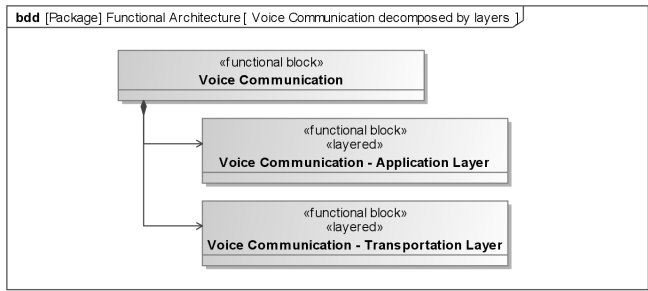 bdd [Package] Functional Architecture [ Voice Communication decomposed by layers ]
«functional block»
Voice Communication
«functional block»
«layered»
Voice Communication - Application Layer
«functional block»
«layered»
Voice Communication - Transportation Layer